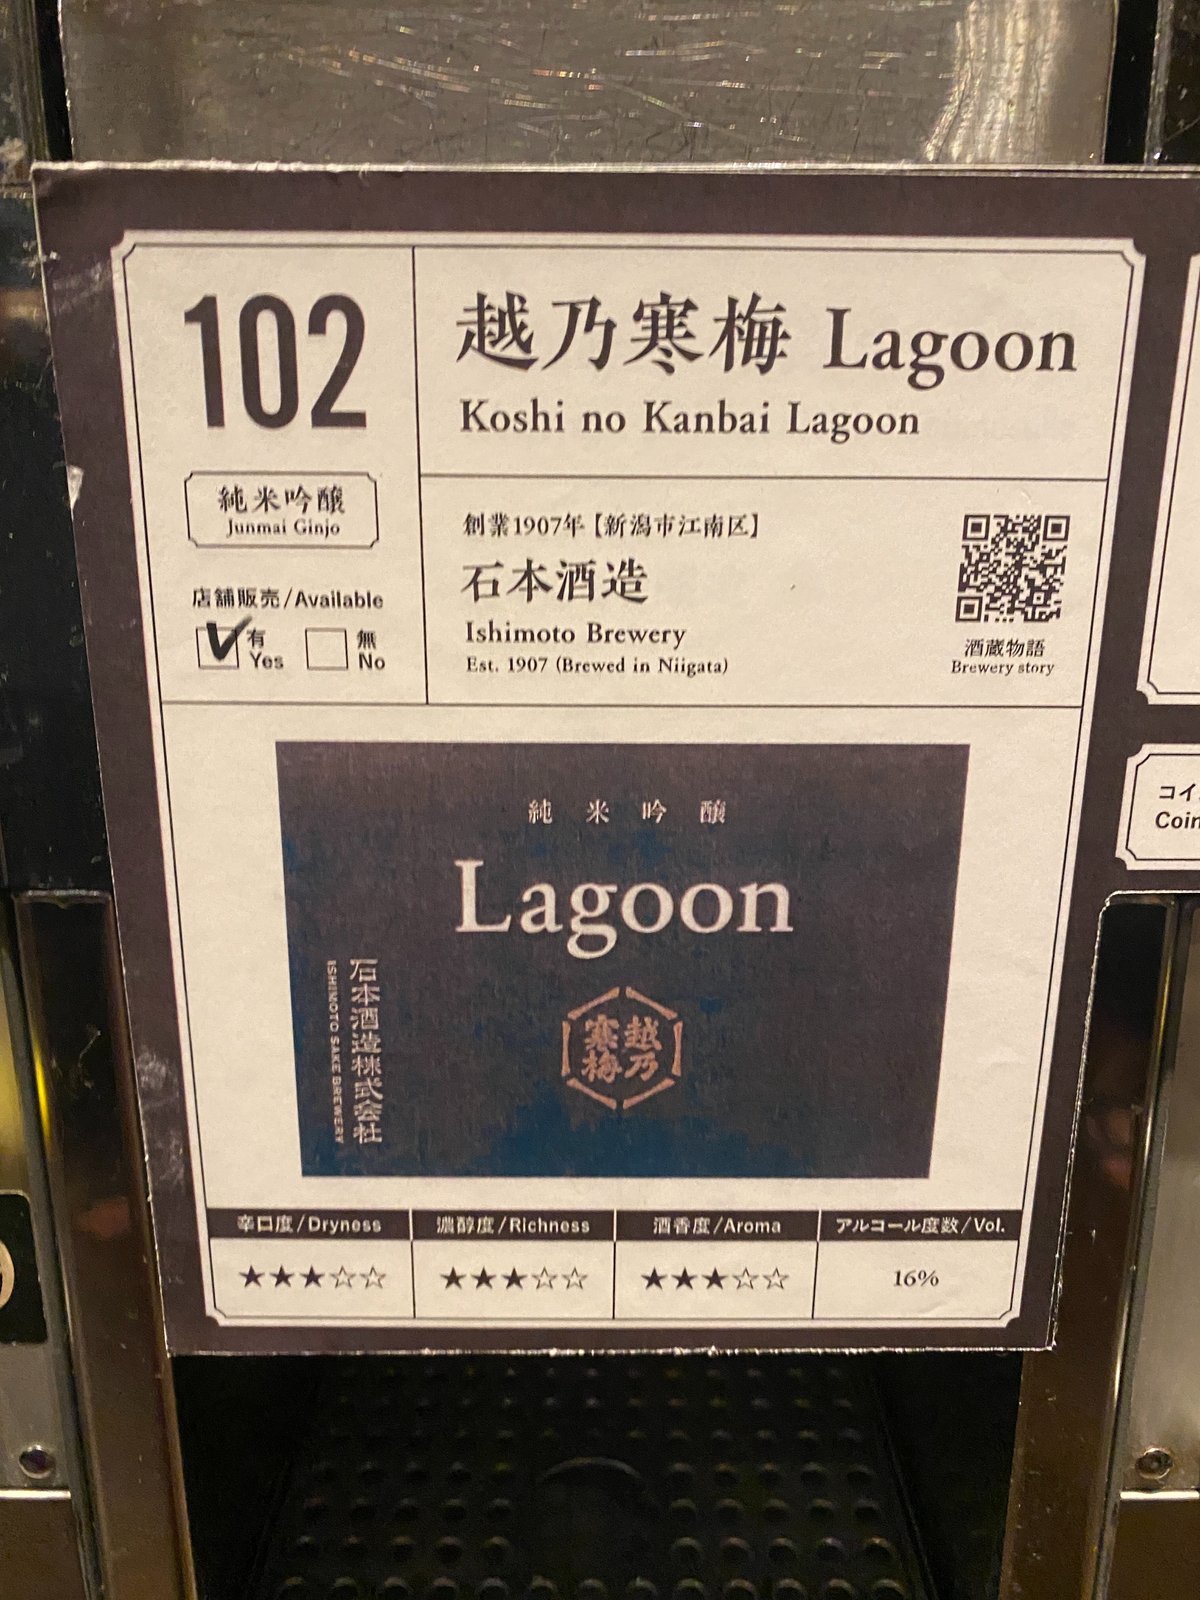 102
越乃寒梅 Lagoon
Koshi no Kanbai Lagoon
純米吟醸
Junmai Ginjo
店舗販売/Available
有
Yes
無
No
創業1907年【新潟市江南区】
石本酒造
Ishimoto Brewery
Est. 1907 (Brewed in Niigata)
酒蔵物語
Brewery story
純米吟醸
Lagoon
越乃
寒梅
石本酒造株式会社
ISHIMOTO SAKE BREWERY
辛口度/Dryness
★★★☆☆
濃醇度/Richness
★★★☆☆
酒香度/Aroma
★★★☆☆
アルコール度数/Vol.
16%
コイ
Coin